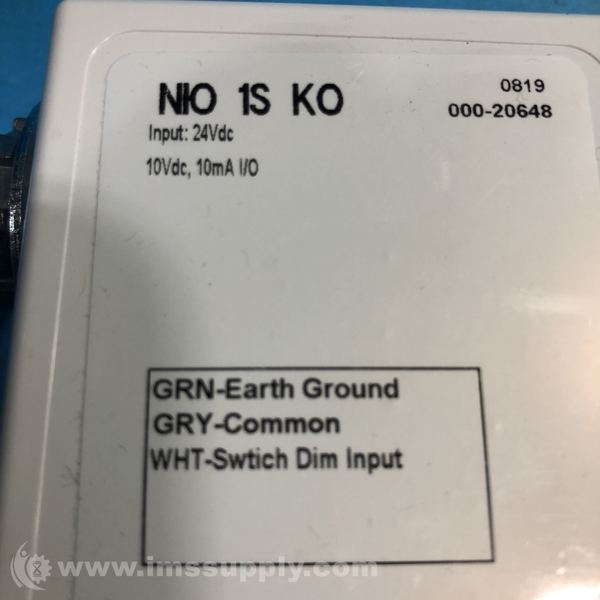 NIO 1S KO
0819
000-20648
Input: 24Vdc
10Vdc, 10mA I/O
GRN-Earth Ground
GRY-Common
WHT-Swtich Dim Input
www.imssupply.com